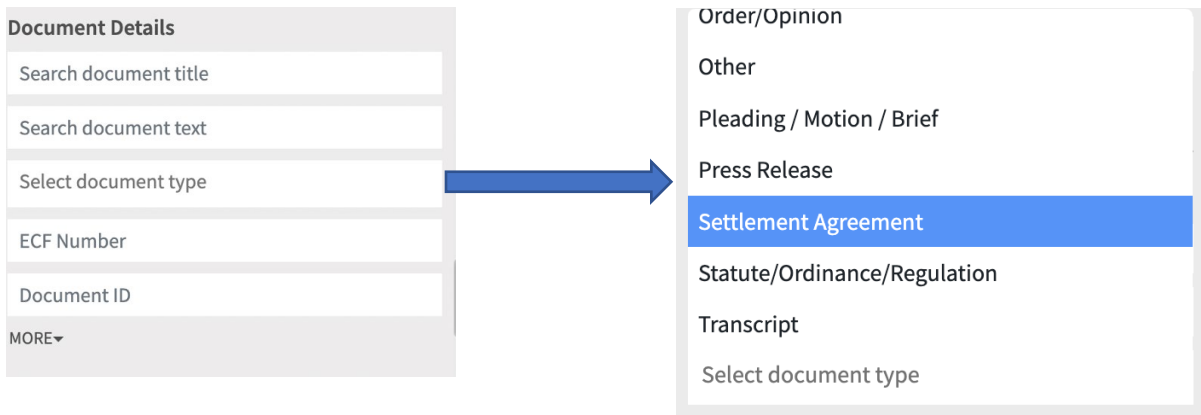 Document Details
Search document title
Search document text
Select document type
ECF Number
Document ID
MORE
Order/Opinion
Other
Pleading / Motion / Brief
Press Release
Settlement Agreement
Statute/Ordinance/Regulation
Transcript
Select document type